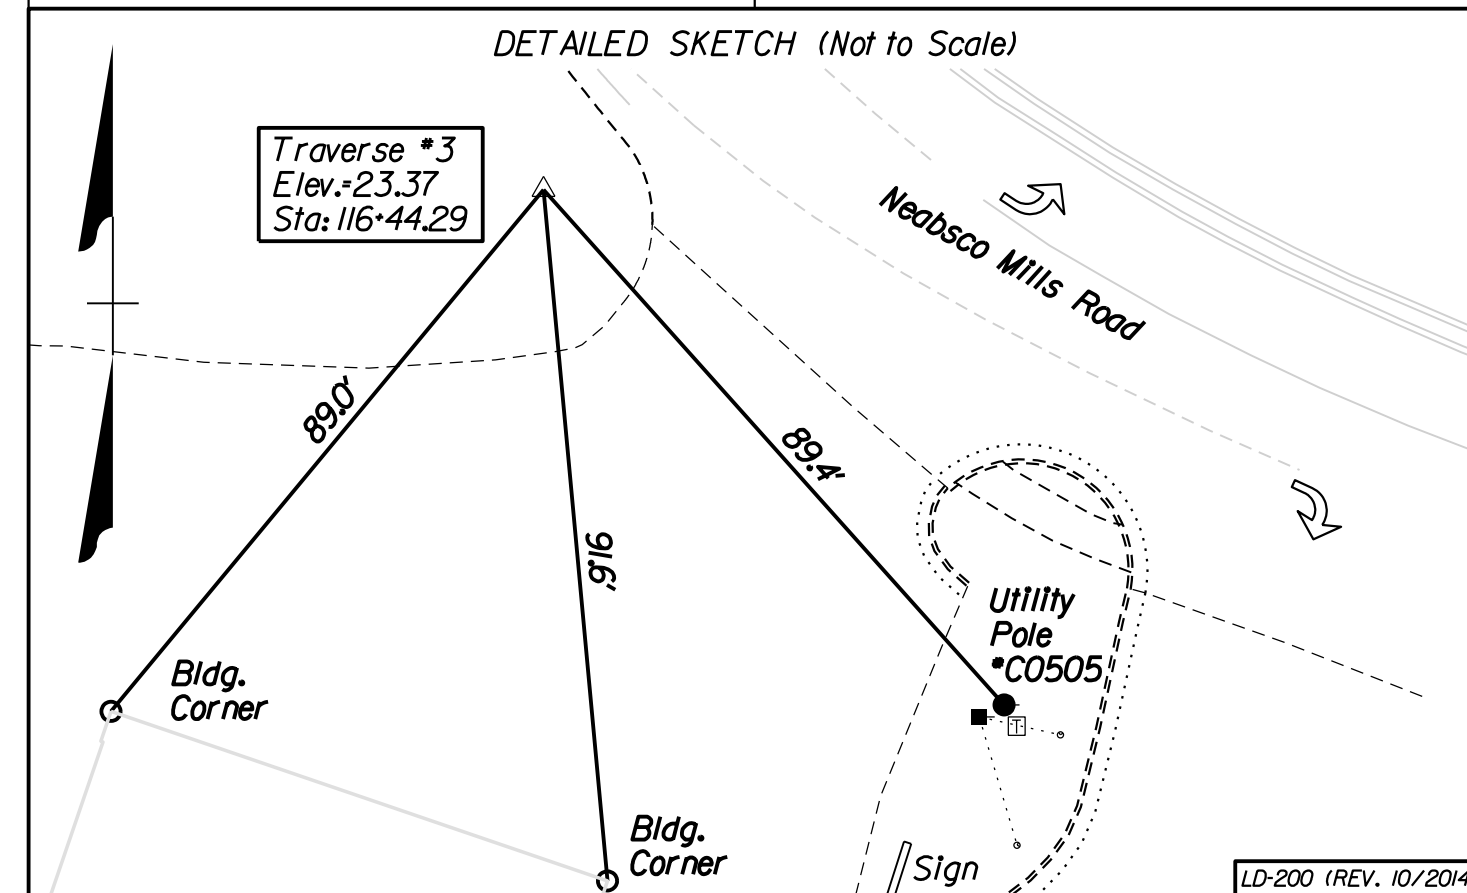 DETAILED SKETCH (Not to Scale)
Traverse #3
Elev.=23.37
Sta: 116+44.29
Neabsco Mills Road
89.0'
89.4'
91.6'
Utility
Pole
#C0505
Bldg.
Corner
T
Bldg.
Corner
Sign
LD-200 (REV. 10/2014